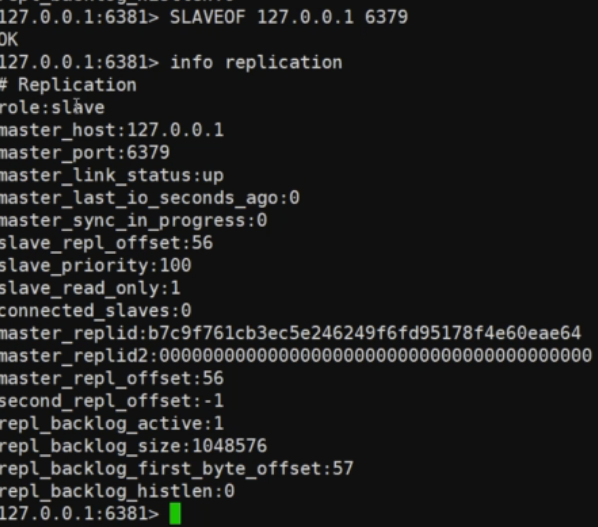 127.0.0.1:6381> SLAVEOF 127.0.0.1 6379
OK
127.0.0.1:6381> info replication
# Replication
role:slave
master_host:127.0.0.1
master_port:6379
master_link_status:up
master_last_io_seconds_ago:0
master_sync_in_progress:0
slave_repl_offset:56
slave_priority:100
slave_read_only:1
connected_slaves:0
master_replid:b7c9f761cb3ec5e246249f6fd95178f4e60eae64
master_replid2:0000000000000000000000000000000000000000
master_repl_offset:56
second_repl_offset:-1
repl_backlog_active:1
repl_backlog_size:1048576
repl_backlog_first_byte_offset:57
repl_backlog_histlen:0
127.0.0.1:6381>